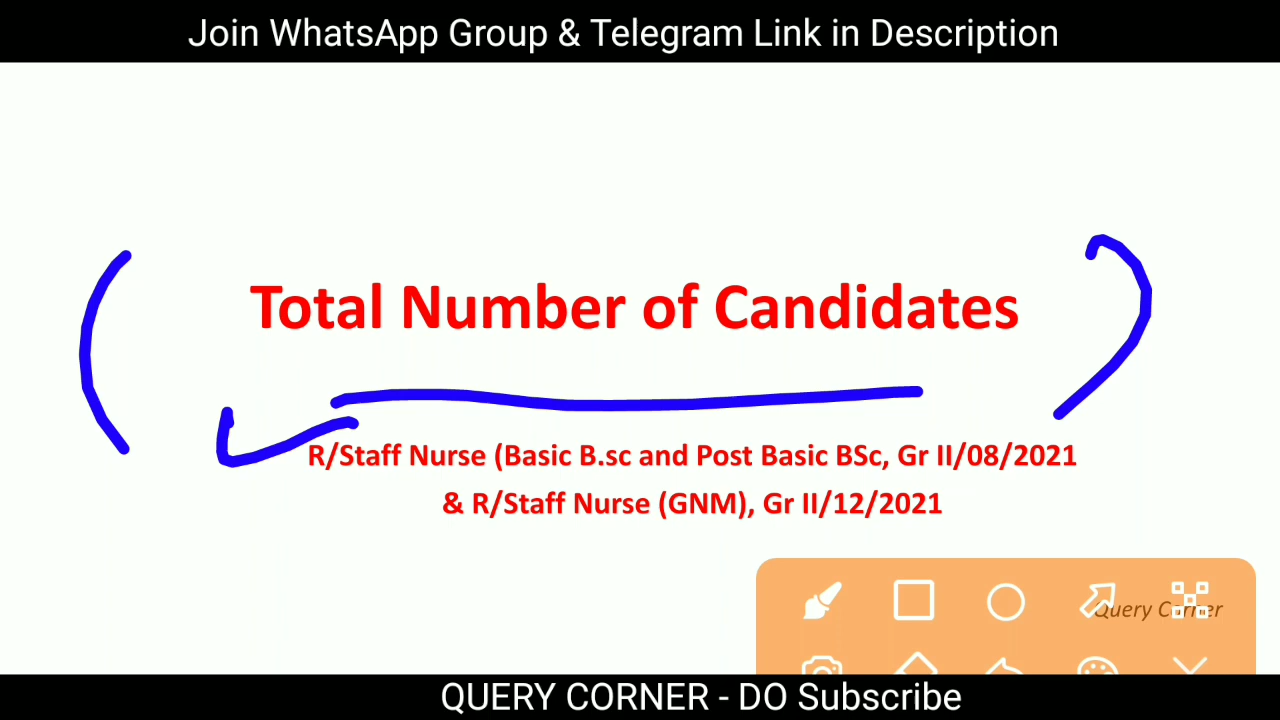 Join WhatsApp Group & Telegram Link in Description
Total Number of Candidates
R/Staff Nurse (Basic B.sc and Post Basic BSc, Gr II/08/2021
& R/Staff Nurse (GNM), Gr II/12/2021
Query Corner
QUERY CORNER - DO Subscribe